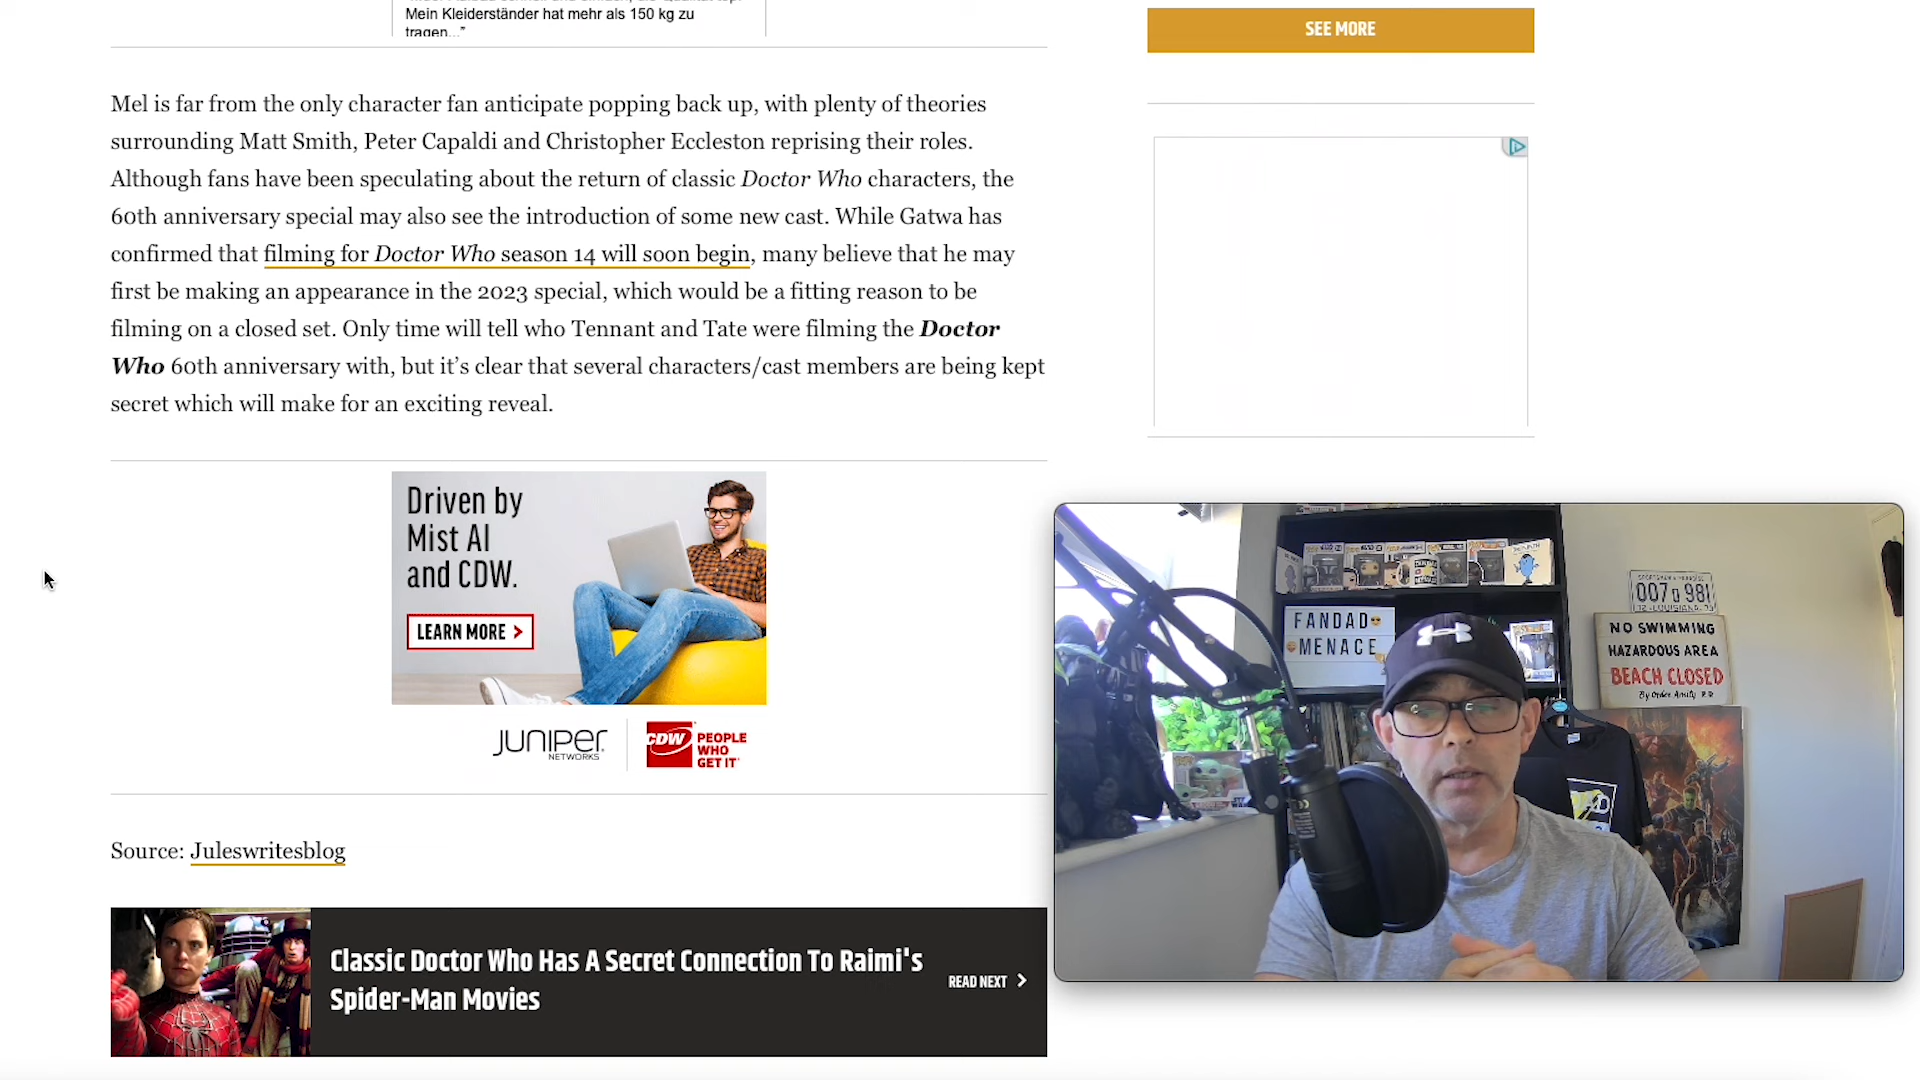 Mein Kleiderständer hat mehr als 150 kg zu
tragen..."
SEE MORE
Mel is far from the only character fan anticipate popping back up, with plenty of theories
surrounding Matt Smith, Peter Capaldi and Christopher Eccleston reprising their roles.
Although fans have been speculating about the return of classic Doctor Who characters, the
60th anniversary special may also see the introduction of some new cast. While Gatwa has
confirmed that filming for Doctor Who season 14 will soon begin, many believe that he may
first be making an appearance in the 2023 special, which would be a fitting reason to be
filming on a closed set. Only time will tell who Tennant and Tate were filming the Doctor
Who 60th anniversary with, but it's clear that several characters/cast members are being kept
secret which will make for an exciting reveal.
Driven by
Mist AI
and CDW.
LEARN MORE >
JUNIPER
NETWORKS
CDW
PEOPLE
WHO
GET IT
Source: Juleswritesblog
Classic Doctor Who Has A Secret Connection To Raimi's
Spider-Man Movies
READ NEXT >
FANDAD
MENACE
007 981
NO SWIMMING
HAZARDOUS AREA
BEACH CLOSED
By Order Amity P.D.